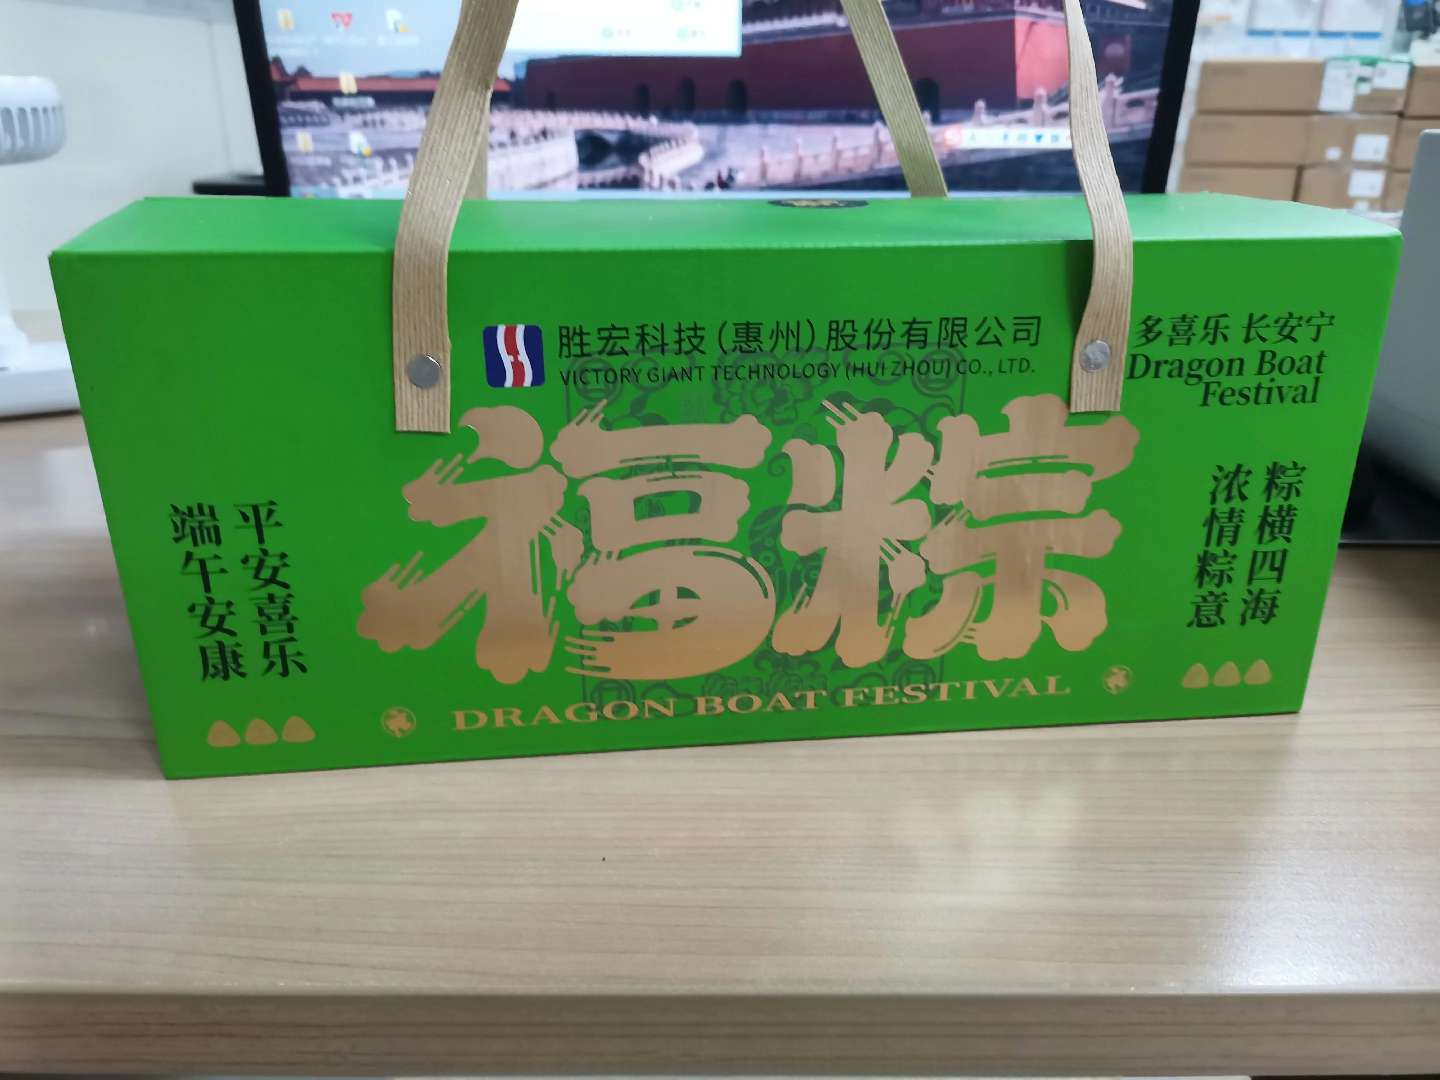 胜宏科技(惠州)股份有限公司
VICTORY GIANT TECHNOLOGY(HUI ZHOU)CO.,LTD.
多喜乐 长安宁
Dragon Boat
Festival
福粽
平安喜乐
端午安康
粽横四海
浓情粽意
DRAGON BOAT FESTIVAL